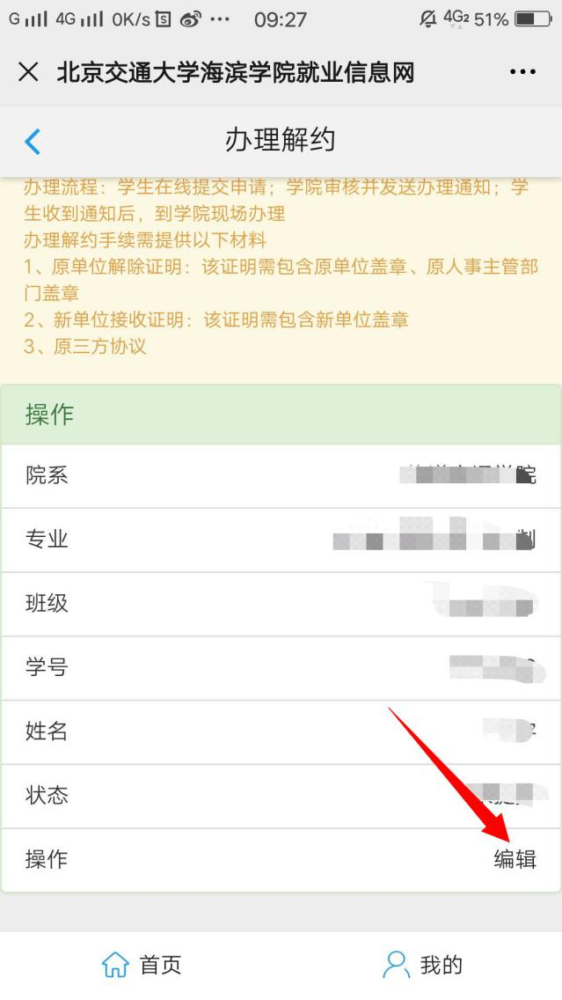 G 4G 0K/s S 09:27 4G2 51%
北京交通大学海滨学院就业信息网
办理解约
办理流程：学生在线提交申请；学院审核并发送办理通知；学
生收到通知后，到学院现场办理
办理解约手续需提供以下材料
1、原单位解除证明：该证明需包含原单位盖章、原人事主管部
门盖章
2、新单位接收证明：该证明需包含新单位盖章
3、原三方协议
操作
院系
专业
班级
学号
姓名
状态
操作 编辑
首页 我的